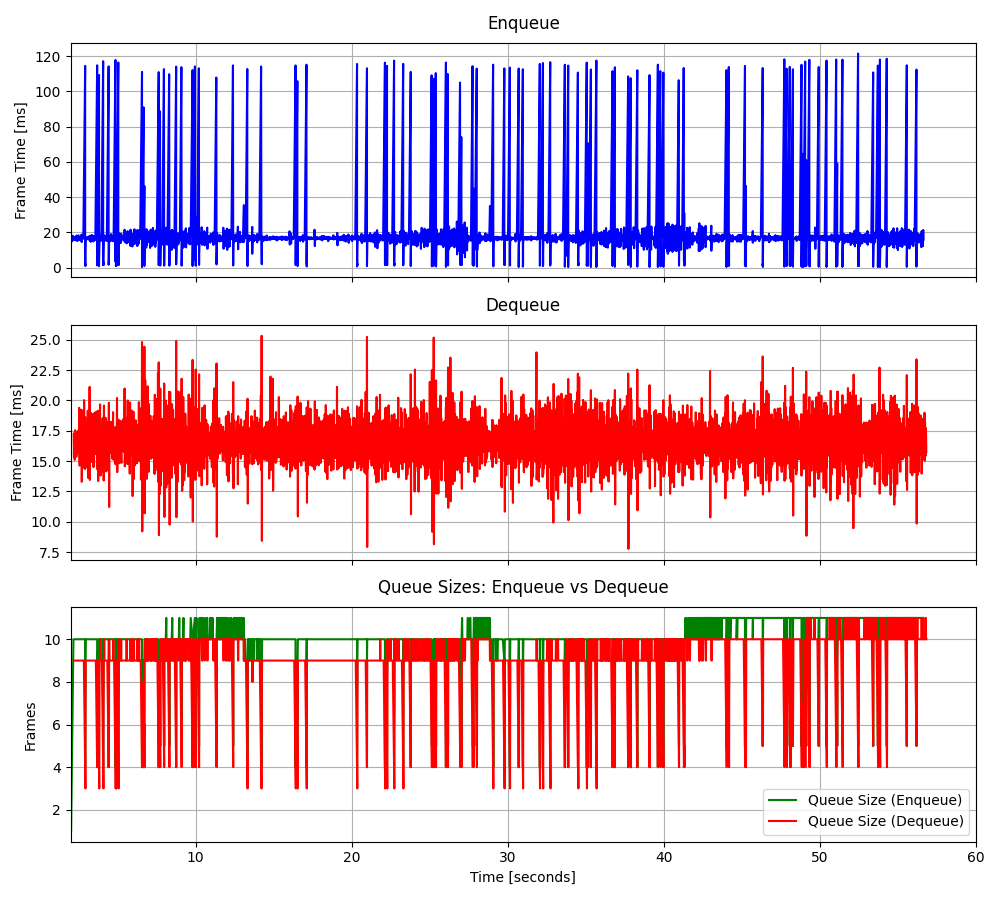 Enqueue
Frame Time [ms]
120
100
80
60
40
20
0
Dequeue
Frame Time [ms]
25.0
22.5
20.0
17.5
15.0
12.5
10.0
7.5
Queue Sizes: Enqueue vs Dequeue
Frames
10
8
6
4
2
Queue Size (Enqueue)
Queue Size (Dequeue)
10
20
30
40
50
60
Time [seconds]